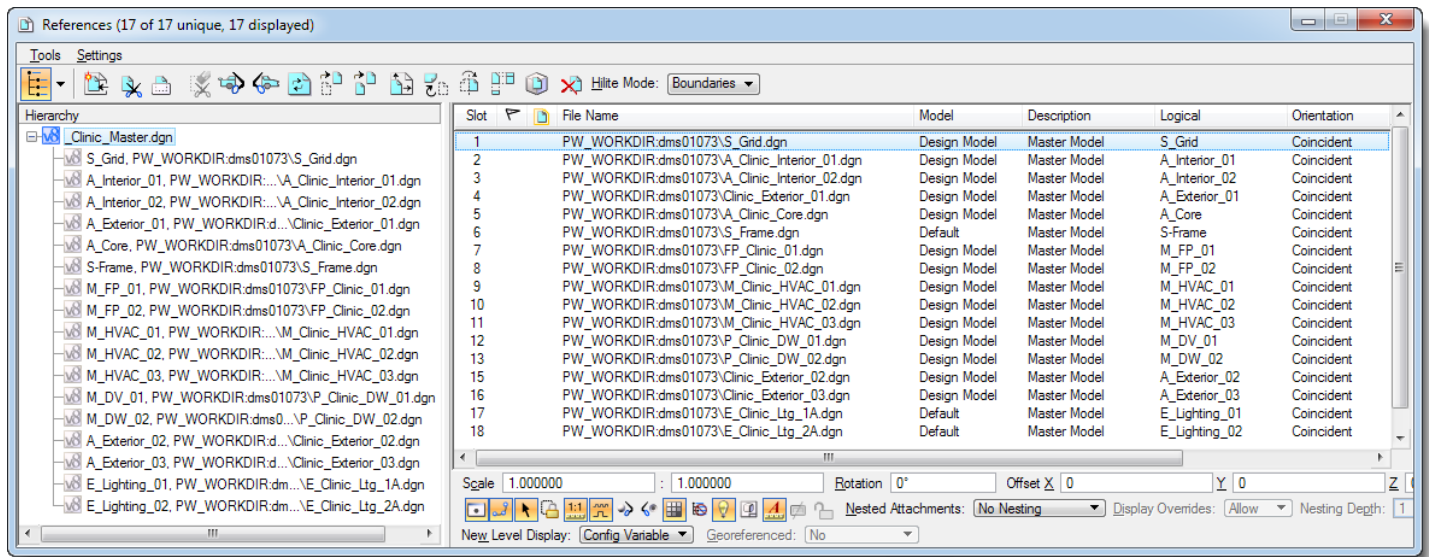 References (17 of 17 unique, 17 displayed)
Tools Settings
Hilite Mode: Boundaries
Hierarchy
_Clinic_Master.dgn
S_Grid, PW_WORKDIR:dms01073\S_Grid.dgn
A_Interior_01, PW_WORKDIR:...\A_Clinic_Interior_01.dgn
A_Interior_02, PW_WORKDIR:...\A_Clinic_Interior_02.dgn
A_Exterior_01, PW_WORKDIR:d...\Clinic_Exterior_01.dgn
A_Core, PW_WORKDIR:dms01073\A_Clinic_Core.dgn
S-Frame, PW_WORKDIR:dms01073\S_Frame.dgn
M_FP_01, PW_WORKDIR:dms01073\FP_Clinic_01.dgn
M_FP_02, PW_WORKDIR:dms01073\FP_Clinic_02.dgn
M_HVAC_01, PW_WORKDIR:...\M_Clinic_HVAC_01.dgn
M_HVAC_02, PW_WORKDIR:...\M_Clinic_HVAC_02.dgn
M_HVAC_03, PW_WORKDIR:...\M_Clinic_HVAC_03.dgn
M_DV_01, PW_WORKDIR:dms01073\P_Clinic_DW_01.dgn
M_DW_02, PW_WORKDIR:dms0...\P_Clinic_DW_02.dgn
A_Exterior_02, PW_WORKDIR:d...\Clinic_Exterior_02.dgn
A_Exterior_03, PW_WORKDIR:d...\Clinic_Exterior_03.dgn
E_Lighting_01, PW_WORKDIR:dm...\E_Clinic_Ltg_1A.dgn
E_Lighting_02, PW_WORKDIR:dm...\E_Clinic_Ltg_2A.dgn
Slot File Name Model Description Logical Orientation
1 PW_WORKDIR:dms01073\S_Grid.dgn Design Model Master Model S_Grid Coincident
2 PW_WORKDIR:dms01073\A_Clinic_Interior_01.dgn Design Model Master Model A_Interior_01 Coincident
3 PW_WORKDIR:dms01073\A_Clinic_Interior_02.dgn Design Model Master Model A_Interior_02 Coincident
4 PW_WORKDIR:dms01073\Clinic_Exterior_01.dgn Design Model Master Model A_Exterior_01 Coincident
5 PW_WORKDIR:dms01073\A_Clinic_Core.dgn Design Model Master Model A_Core Coincident
6 PW_WORKDIR:dms01073\S_Frame.dgn Default Master Model S-Frame Coincident
7 PW_WORKDIR:dms01073\FP_Clinic_01.dgn Design Model Master Model M_FP_01 Coincident
8 PW_WORKDIR:dms01073\FP_Clinic_02.dgn Design Model Master Model M_FP_02 Coincident
9 PW_WORKDIR:dms01073\M_Clinic_HVAC_01.dgn Design Model Master Model M_HVAC_01 Coincident
10 PW_WORKDIR:dms01073\M_Clinic_HVAC_02.dgn Design Model Master Model M_HVAC_02 Coincident
11 PW_WORKDIR:dms01073\M_Clinic_HVAC_03.dgn Design Model Master Model M_HVAC_03 Coincident
12 PW_WORKDIR:dms01073\P_Clinic_DW_01.dgn Design Model Master Model M_DV_01 Coincident
13 PW_WORKDIR:dms01073\P_Clinic_DW_02.dgn Design Model Master Model M_DW_02 Coincident
15 PW_WORKDIR:dms01073\Clinic_Exterior_02.dgn Design Model Master Model A_Exterior_02 Coincident
16 PW_WORKDIR:dms01073\Clinic_Exterior_03.dgn Design Model Master Model A_Exterior_03 Coincident
17 PW_WORKDIR:dms01073\E_Clinic_Ltg_1A.dgn Default Master Model E_Lighting_01 Coincident
18 PW_WORKDIR:dms01073\E_Clinic_Ltg_2A.dgn Default Master Model E_Lighting_02 Coincident
Scale 1.000000 : 1.000000 Rotation 0° Offset X 0 Y 0 Z 0
1:1 Nested Attachments: No Nesting Display Overrides: Allow Nesting Depth: 1
New Level Display: Config Variable Georeferenced: No